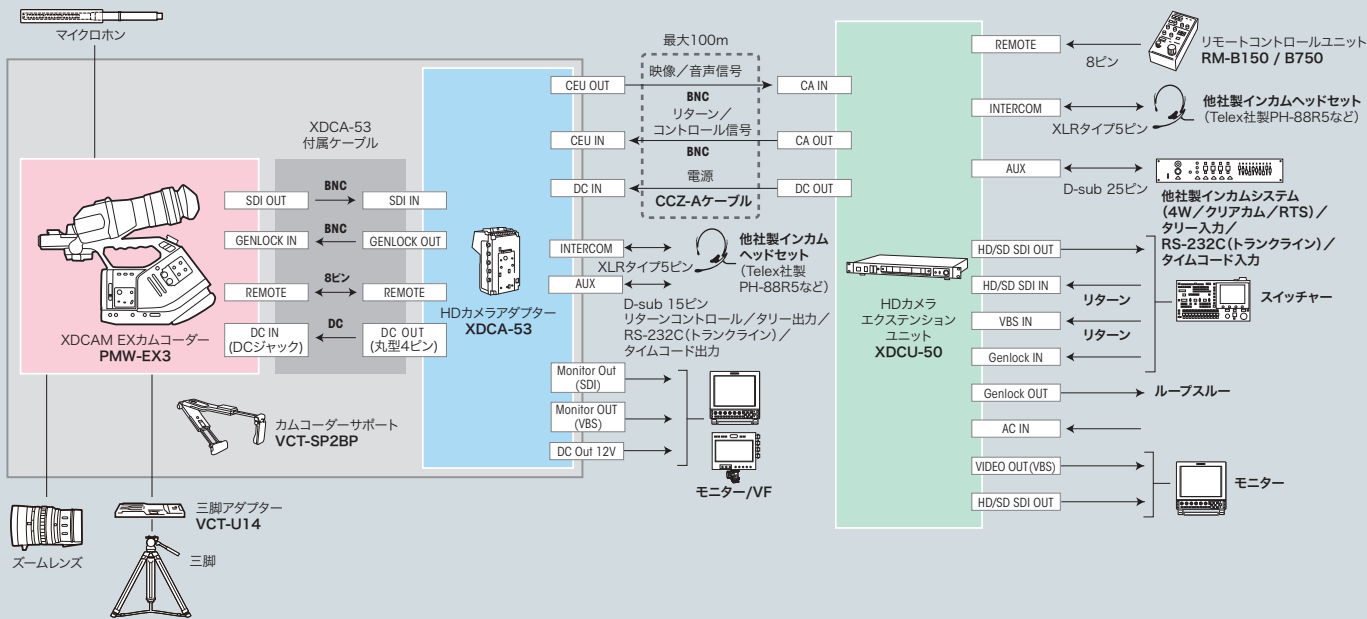 マイクロホン
XDCA-53
付属ケーブル
SDI OUT
BNC
SDI IN
GENLOCK IN
BNC
GENLOCK OUT
REMOTE
8ピン
REMOTE
DC IN
(DCジャック)
DC
DC OUT
(丸型4ピン)
XDCAM EXカムコーダー
PMW-EX3
カムコーダーサポート
VCT-SP2BP
三脚アダプター
VCT-U14
三脚
ズームレンズ
HDカメラアダプター
XDCA-53
CEU OUT
CEU IN
DC IN
INTERCOM
AUX
Monitor Out
(SDI)
Monitor OUT
(VBS)
DC Out 12V
最大100m
映像／音声信号
BNC
リターン／
コントロール信号
BNC
電源
CCZ-Aケーブル
XLRタイプ5ピン
他社製インカム
ヘッドセット
(Telex社製
PH-88R5など)
D-sub 15ピン
リターンコントロール／タリー出力／
RS-232C(トランクライン)／
タイムコード出力
モニター/VF
CA IN
CA OUT
DC OUT
HDカメラ
エクステンション
ユニット
XDCU-50
REMOTE
8ピン
リモートコントロールユニット
RM-B150 / B750
INTERCOM
XLRタイプ5ピン
他社製インカムヘッドセット
(Telex社製PH-88R5など)
AUX
D-sub 25ピン
他社製インカムシステム
(4W／クリアカム／RTS)／
タリー入力／
RS-232C(トランクライン)／
タイムコード入力
HD/SD SDI OUT
HD/SD SDI IN
リターン
VBS IN
リターン
Genlock IN
スイッチャー
Genlock OUT
ループスルー
AC IN
VIDEO OUT(VBS)
HD/SD SDI OUT
モニター